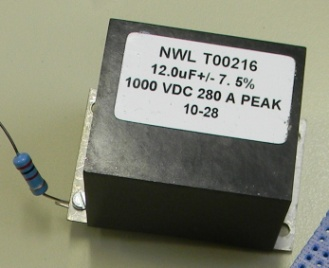 NWL T00216
12.0uF+/- 7. 5%
1000 VDC 280 A PEAK
10-28